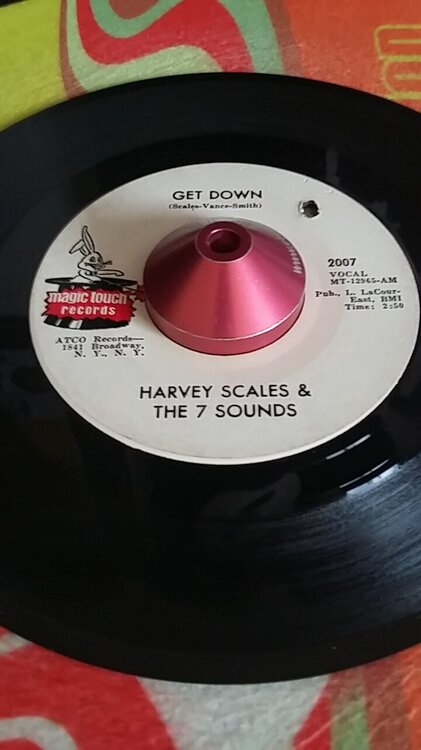 GET DOWN
(Scales-Vance-Smith)
2007
VOCAL
MT-12965-AM
Pub., L. LaCour-
East, BMI
Time: 2:50
magic touch
records
ATCO Records—
1841 Broadway,
N. Y., N. Y.
HARVEY SCALES &
THE 7 SOUNDS